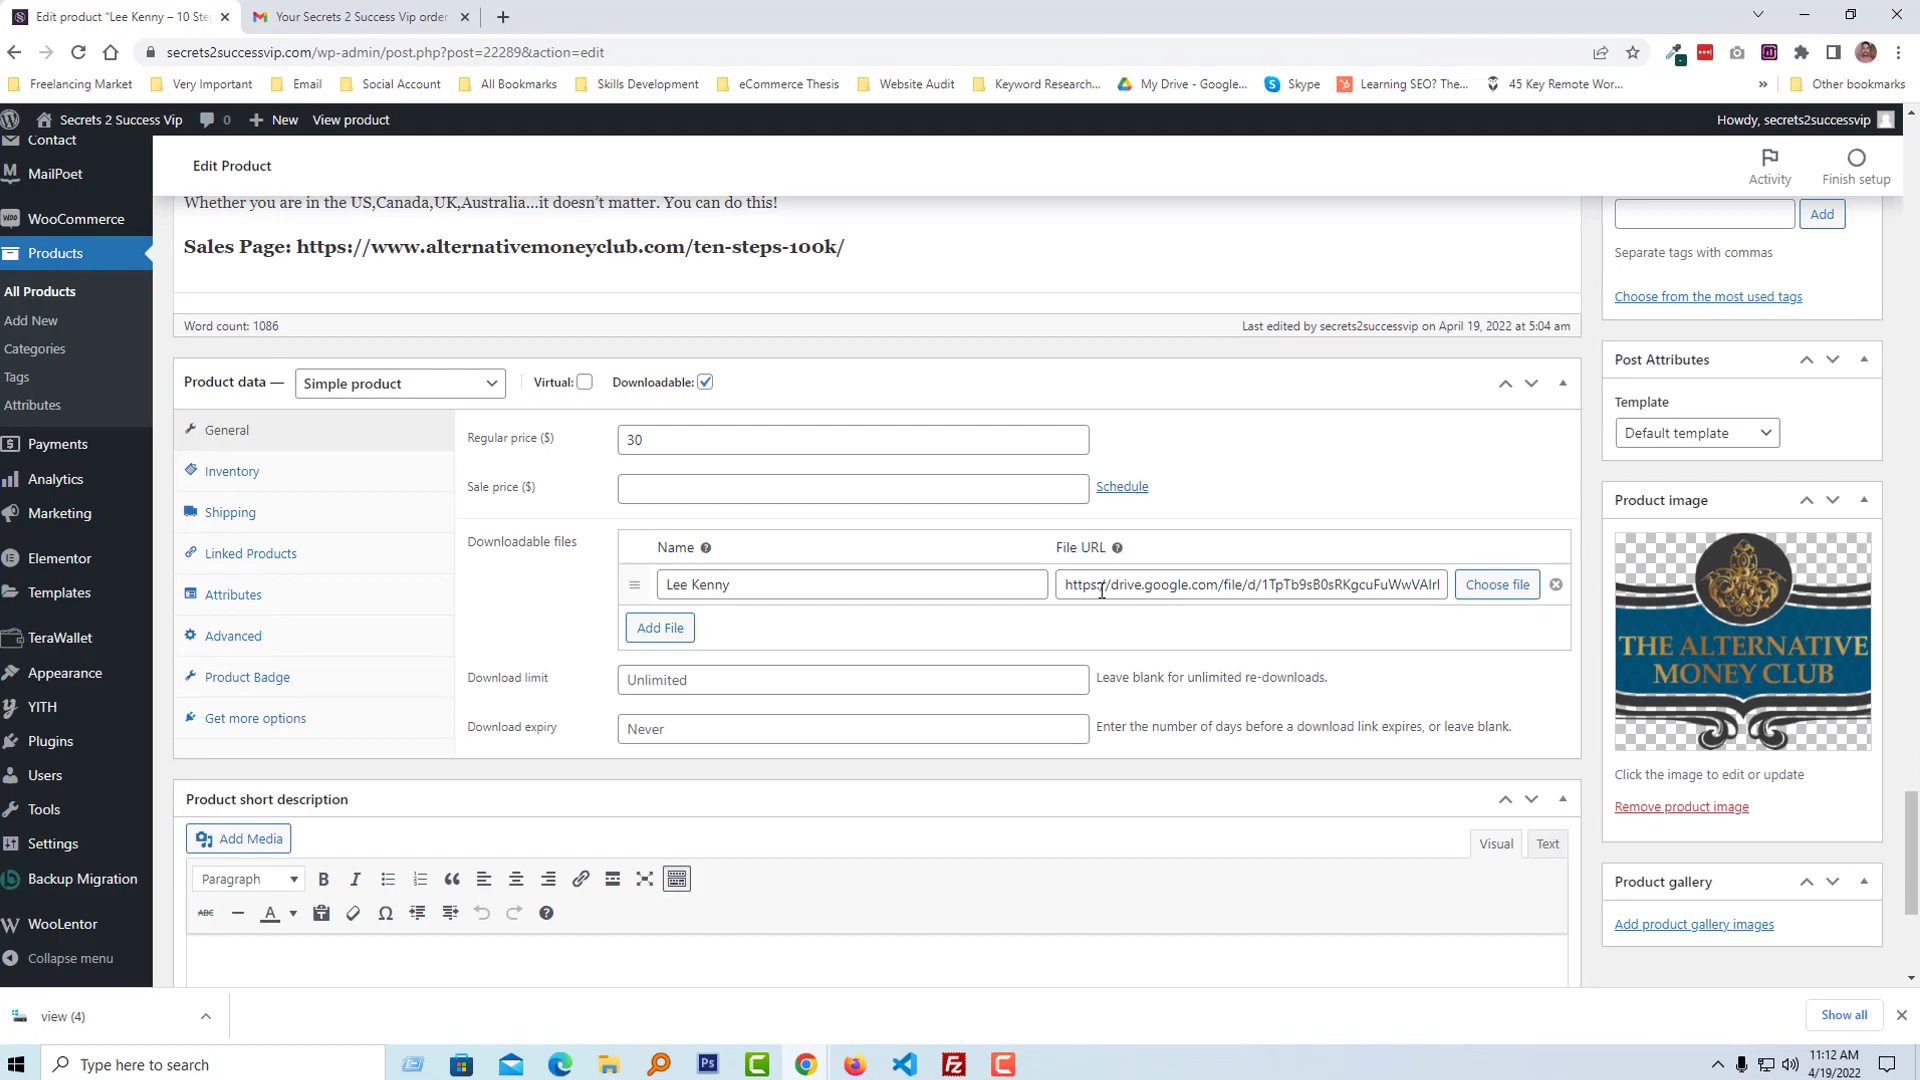 Edit product "Lee Kenny – 10 Ste
Your Secrets 2 Success Vip order
secrets2successvip.com/wp-admin/post.php?post=22289&action=edit
Freelancing Market
Very Important
Email
Social Account
All Bookmarks
Skills Development
eCommerce Thesis
Website Audit
Keyword Research...
My Drive - Google...
Skype
Learning SEO? The...
45 Key Remote Wor...
»
Other bookmarks
Secrets 2 Success Vip
0
New
View product
Howdy, secrets2successvip
Contact
MailPoet
WooCommerce
Products
All Products
Add New
Categories
Tags
Attributes
Payments
Analytics
Marketing
Elementor
Templates
TeraWallet
Appearance
YITH
Plugins
Users
Tools
Settings
Backup Migration
WooLentor
Collapse menu
Edit Product
Activity
Finish setup
Whether you are in the US,Canada,UK,Australia…it doesn't matter. You can do this!
Sales Page: https://www.alternativemoneyclub.com/ten-steps-100k/
Word count: 1086
Last edited by secrets2successvip on April 19, 2022 at 5:04 am
Product data —
Simple product
Virtual:
Downloadable:
General
Inventory
Shipping
Linked Products
Attributes
Advanced
Product Badge
Get more options
Regular price ($)
30
Sale price ($)
Schedule
Downloadable files
Name
File URL
Lee Kenny
https://drive.google.com/file/d/1TpTb9sB0sRKgcuFuWwVAIrl
Choose file
Add File
Download limit
Unlimited
Leave blank for unlimited re-downloads.
Download expiry
Never
Enter the number of days before a download link expires, or leave blank.
Product short description
Add Media
Visual
Text
Paragraph
B
I
ABC
A
Ω
Add
Separate tags with commas
Choose from the most used tags
Post Attributes
Template
Default template
Product image
THE ALTERNATIVE
MONEY CLUB
Click the image to edit or update
Remove product image
Product gallery
Add product gallery images
view (4)
Show all
Type here to search
Ps
C
Fz
C
11:12 AM
4/19/2022